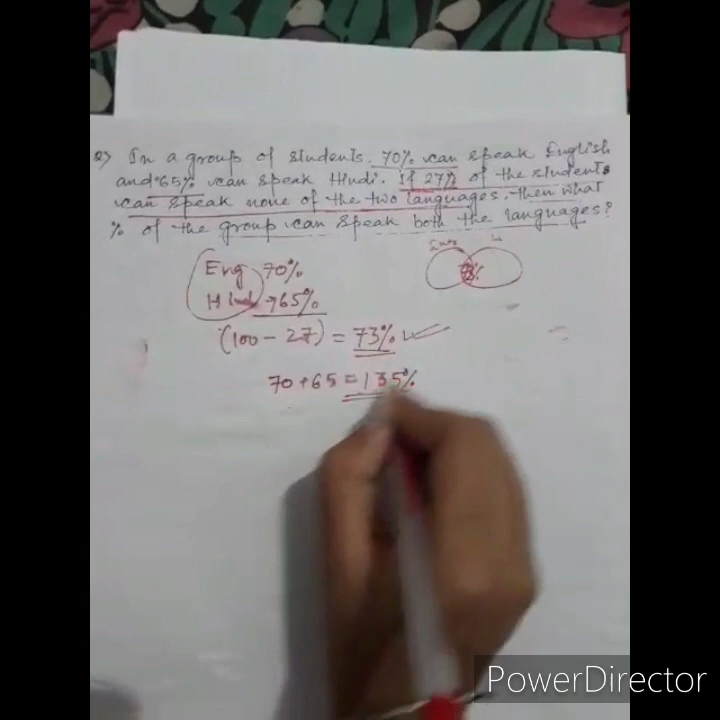 Q) In a group of students, 70% can speak English
and 65% can speak Hindi. If 27% of the students
can speak none of the two languages, then what
% of the group can speak both the languages?
Eng 70%
Hind → 65%
(100 - 27) = 73% ✓
70 + 65 = 135%
PowerDirector